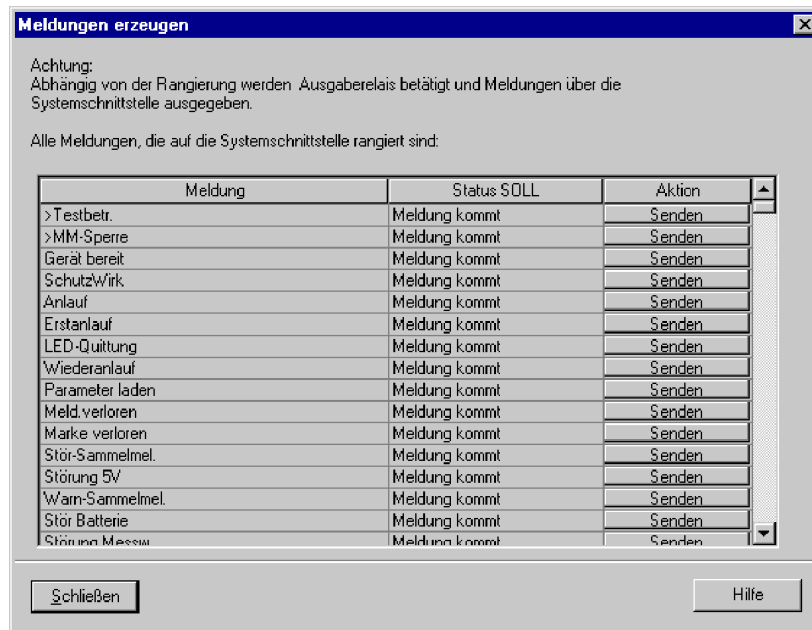 Meldungen erzeugen
Achtung:
Abhängig von der Rangierung werden Ausgaberelais betätigt und Meldungen über die
Systemschnittstelle ausgegeben.
Alle Meldungen, die auf die Systemschnittstelle rangiert sind:
Meldung Status SOLL Aktion
>Testbetr. Meldung kommt Senden
>MM-Sperre Meldung kommt Senden
Gerät bereit Meldung kommt Senden
SchutzWirk Meldung kommt Senden
Anlauf Meldung kommt Senden
Erstanlauf Meldung kommt Senden
LED-Quittung Meldung kommt Senden
Wiederanlauf Meldung kommt Senden
Parameter laden Meldung kommt Senden
Meld.verloren Meldung kommt Senden
Marke verloren Meldung kommt Senden
Stör-Sammelmel. Meldung kommt Senden
Störung 5V Meldung kommt Senden
Warn-Sammelmel. Meldung kommt Senden
Stör Batterie Meldung kommt Senden
Störung Messw. Meldung kommt Senden
Schließen Hilfe